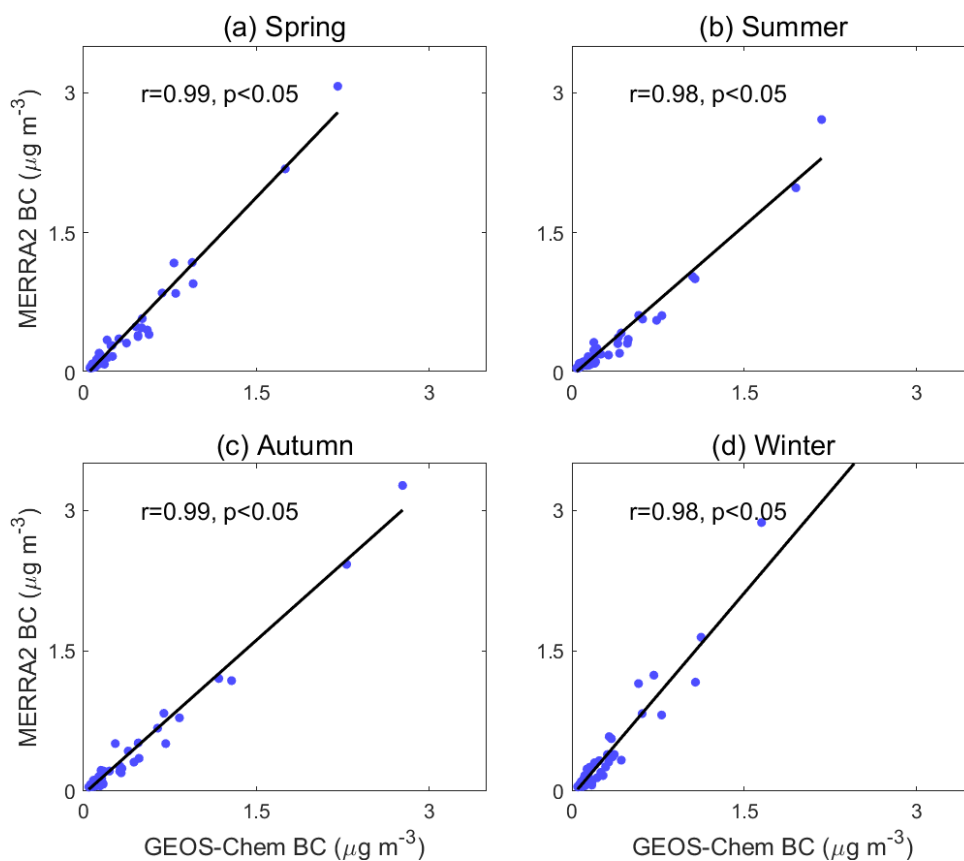 (a) Spring
r=0.99, p<0.05
MERRA2 BC (μg m⁻³)
3
1.5
0
0
1.5
3
(b) Summer
r=0.98, p<0.05
3
1.5
0
0
1.5
3
(c) Autumn
r=0.99, p<0.05
MERRA2 BC (μg m⁻³)
3
1.5
0
0
1.5
3
GEOS-Chem BC (μg m⁻³)
(d) Winter
r=0.98, p<0.05
3
1.5
0
0
1.5
3
GEOS-Chem BC (μg m⁻³)